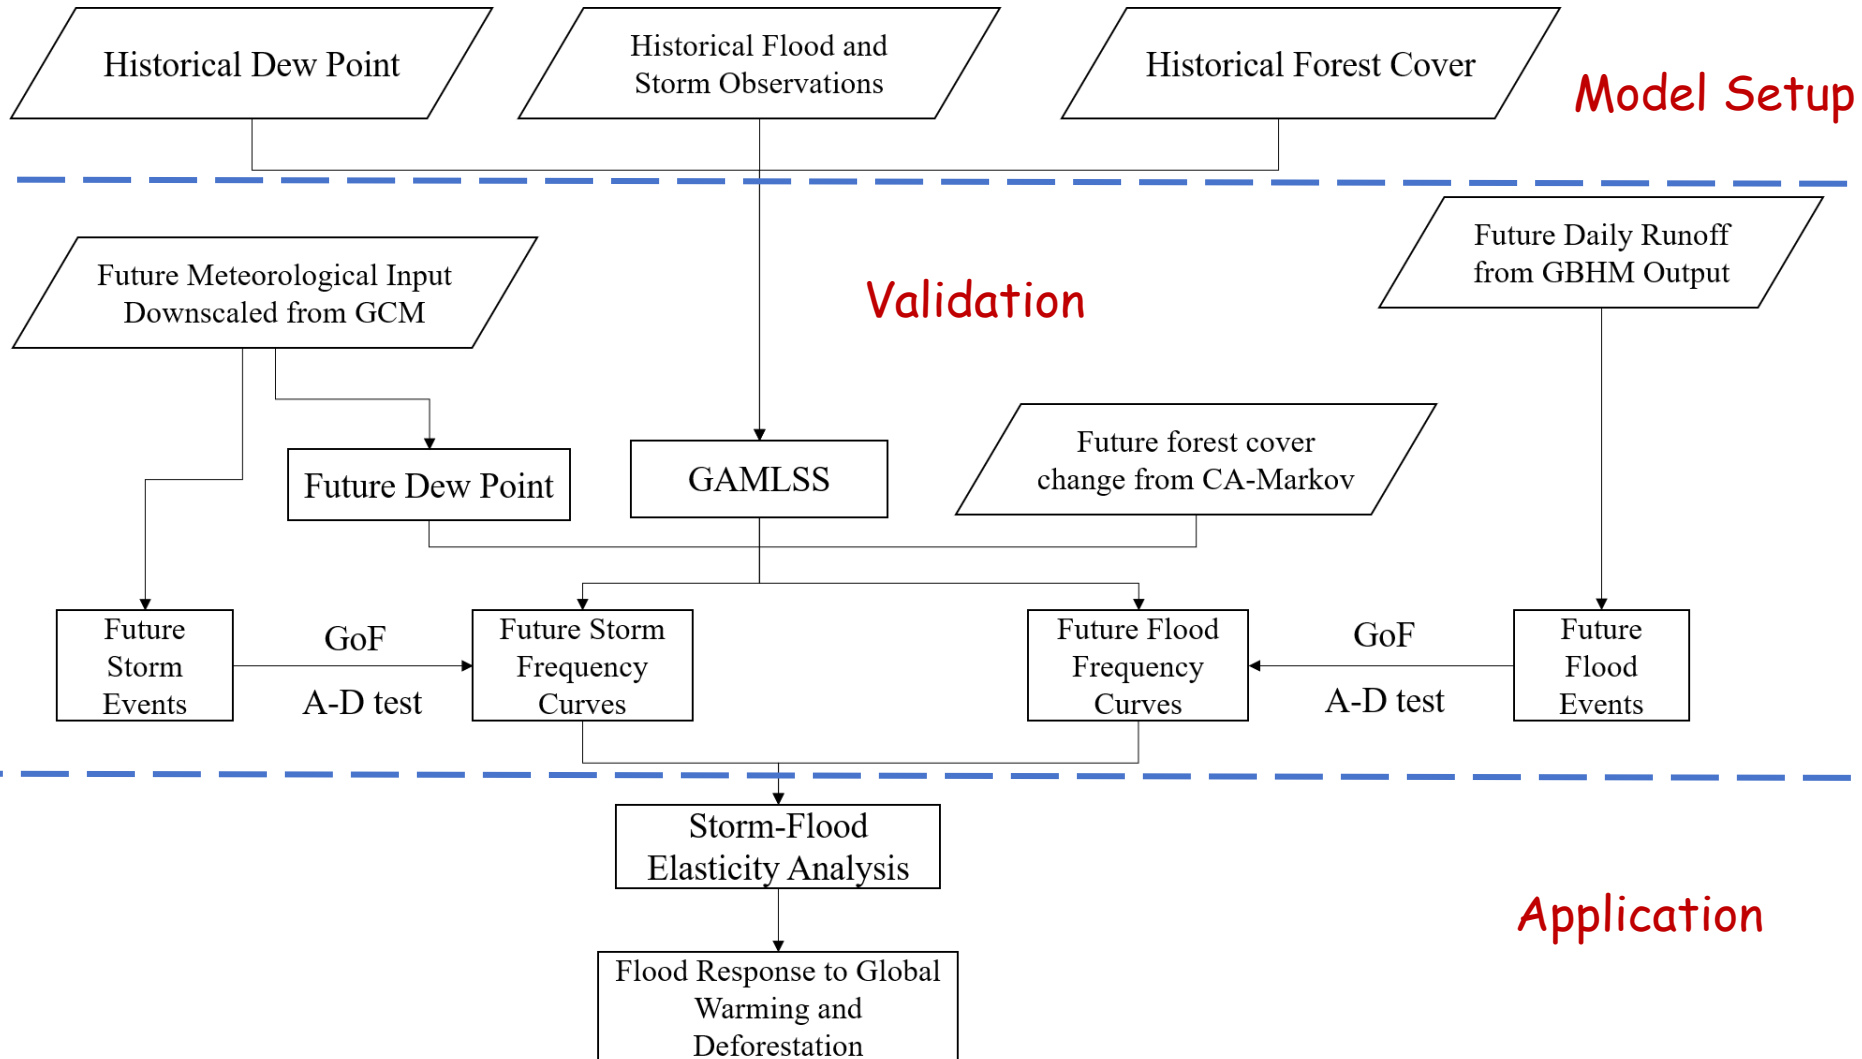 Historical Dew Point
Historical Flood and
Storm Observations
Historical Forest Cover
Model Setup
Future Meteorological Input
Downscaled from GCM
Validation
Future Daily Runoff
from GBHM Output
Future Dew Point
GAMLSS
Future forest cover
change from CA-Markov
Future
Storm
Events
GoF
A-D test
Future Storm
Frequency
Curves
Future Flood
Frequency
Curves
GoF
A-D test
Future
Flood
Events
Storm-Flood
Elasticity Analysis
Application
Flood Response to Global
Warming and
Deforestation